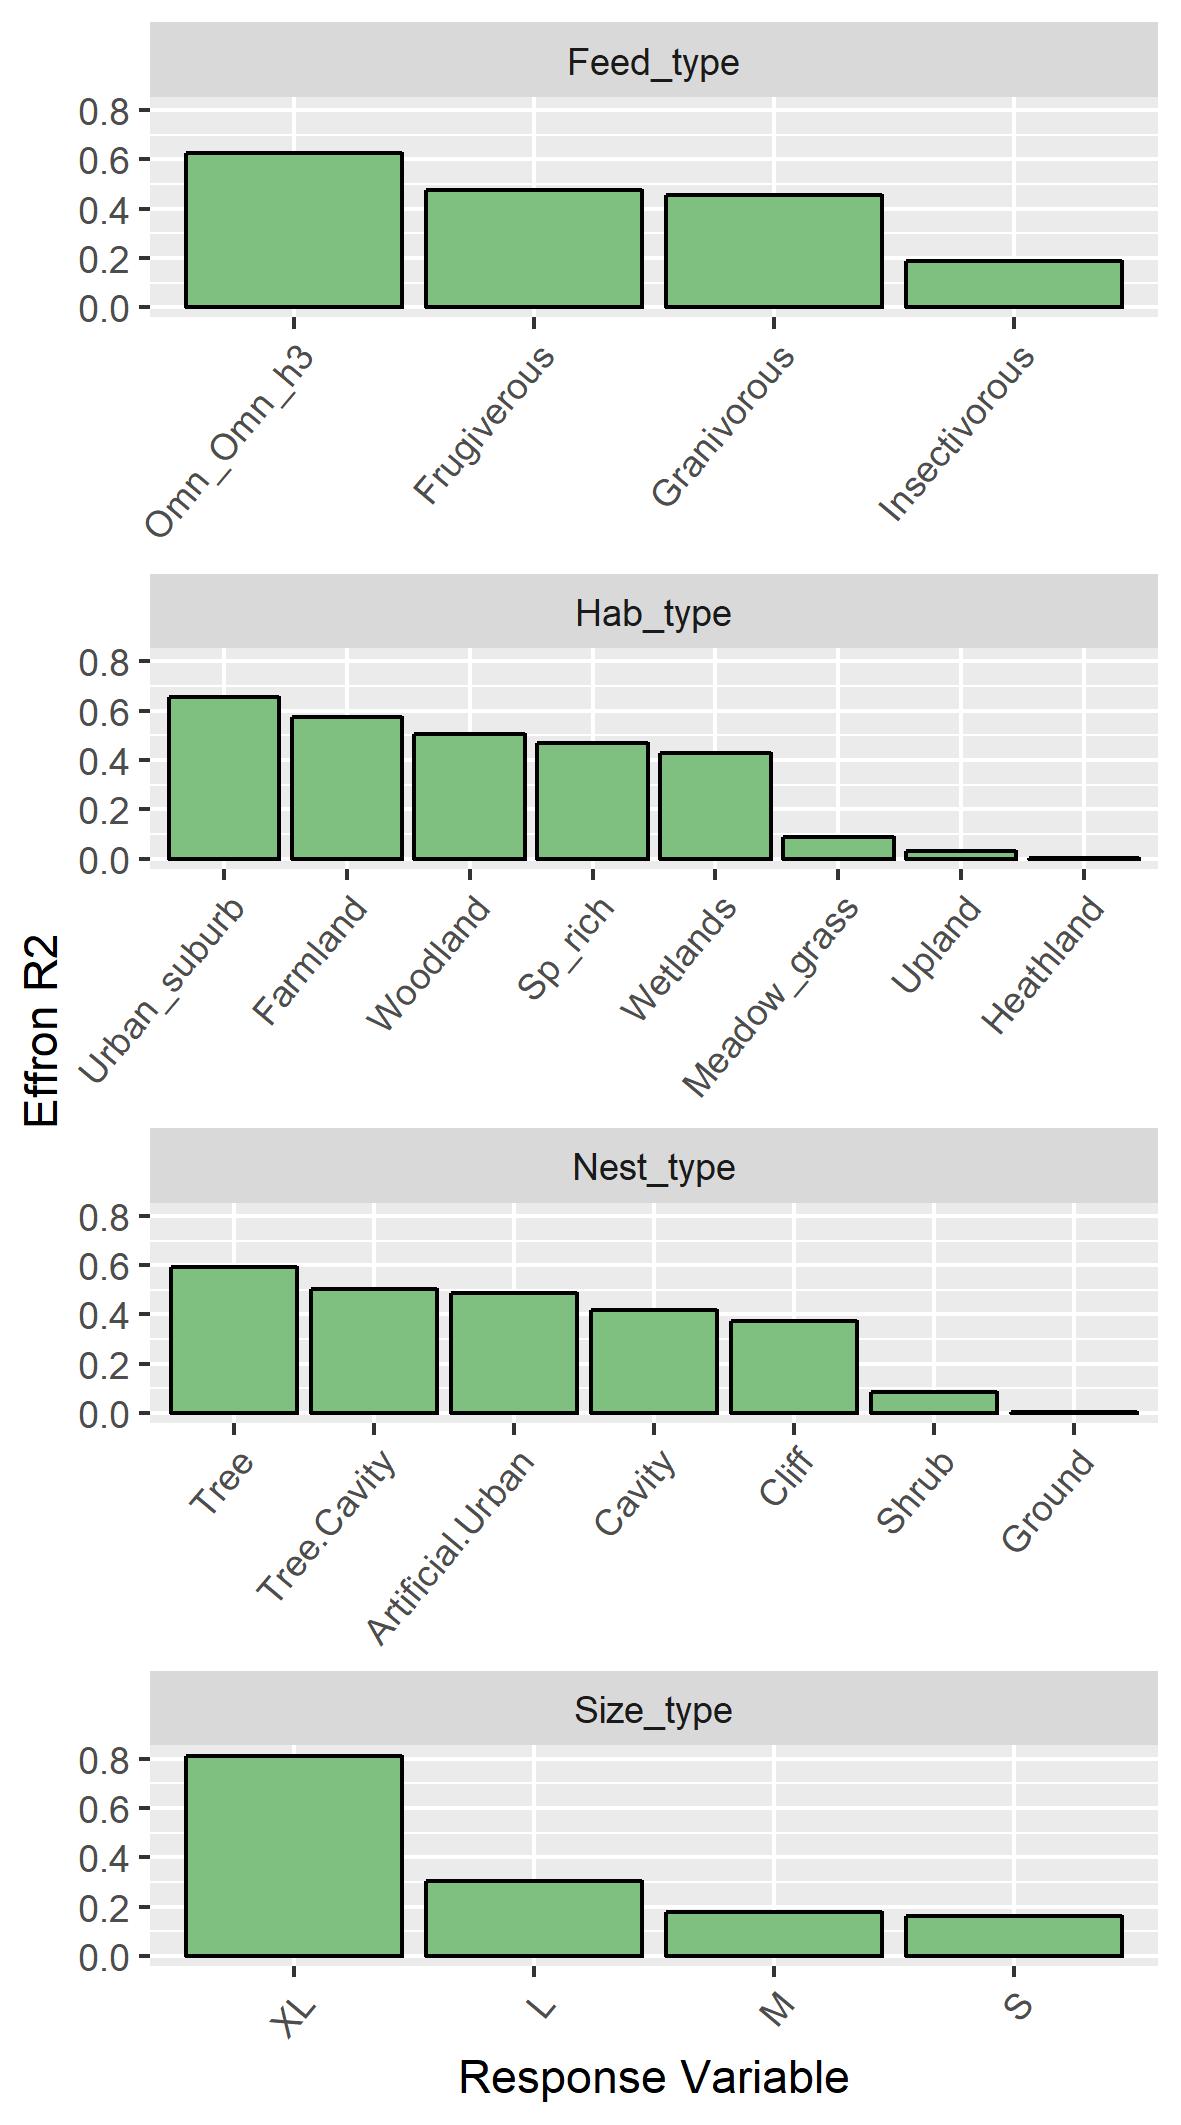 Feed_type
0.8
0.6
0.4
0.2
0.0
Omn_Omn_h3
Frugiverous
Granivorous
Insectivorous
Hab_type
0.8
0.6
0.4
0.2
0.0
Urban_suburb
Farmland
Woodland
Sp_rich
Wetlands
Meadow_grass
Upland
Heathland
Effron R2
Nest_type
0.8
0.6
0.4
0.2
0.0
Tree
Tree.Cavity
Artificial.Urban
Cavity
Cliff
Shrub
Ground
Size_type
0.8
0.6
0.4
0.2
0.0
XL
L
M
S
Response Variable